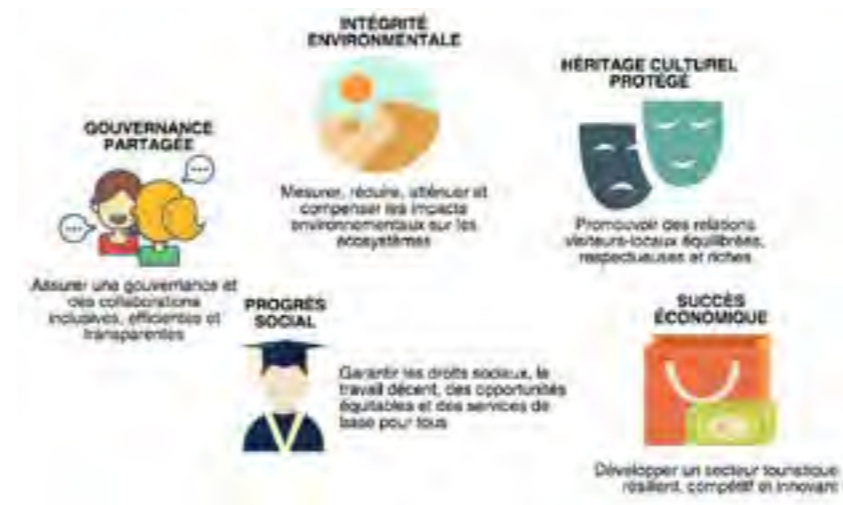 INTÉGRITÉ
ENVIRONMENTALE
Mesurer, réduire, atténuer et
compenser les impacts
environnementaux sur les
écosystèmes
HÉRITAGE CULTUREL
PROTÉGÉ
Promouvoir des relations
visiteurs-locaux équilibrées,
respectueuses et riches
GOUVERNANCE
PARTAGÉE
Assurer une gouvernance et
des collaborations
inclusives, efficientes et
transparentes
PROGRÈS
SOCIAL
Garantir les droits sociaux, le
travail décent, des opportunités
équitables et des services de
base pour tous
SUCCÈS
ÉCONOMIQUE
Développer un secteur touristique
résilient, compétitif et innovant